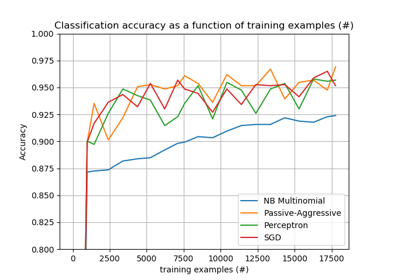 Classification accuracy as a function of training examples (#)
1.000
0.975
0.950
0.925
0.900
0.875
0.850
0.825
0.800
Accuracy
NB Multinomial
Passive-Aggressive
Perceptron
SGD
0 2500 5000 7500 10000 12500 15000 17500
training examples (#)